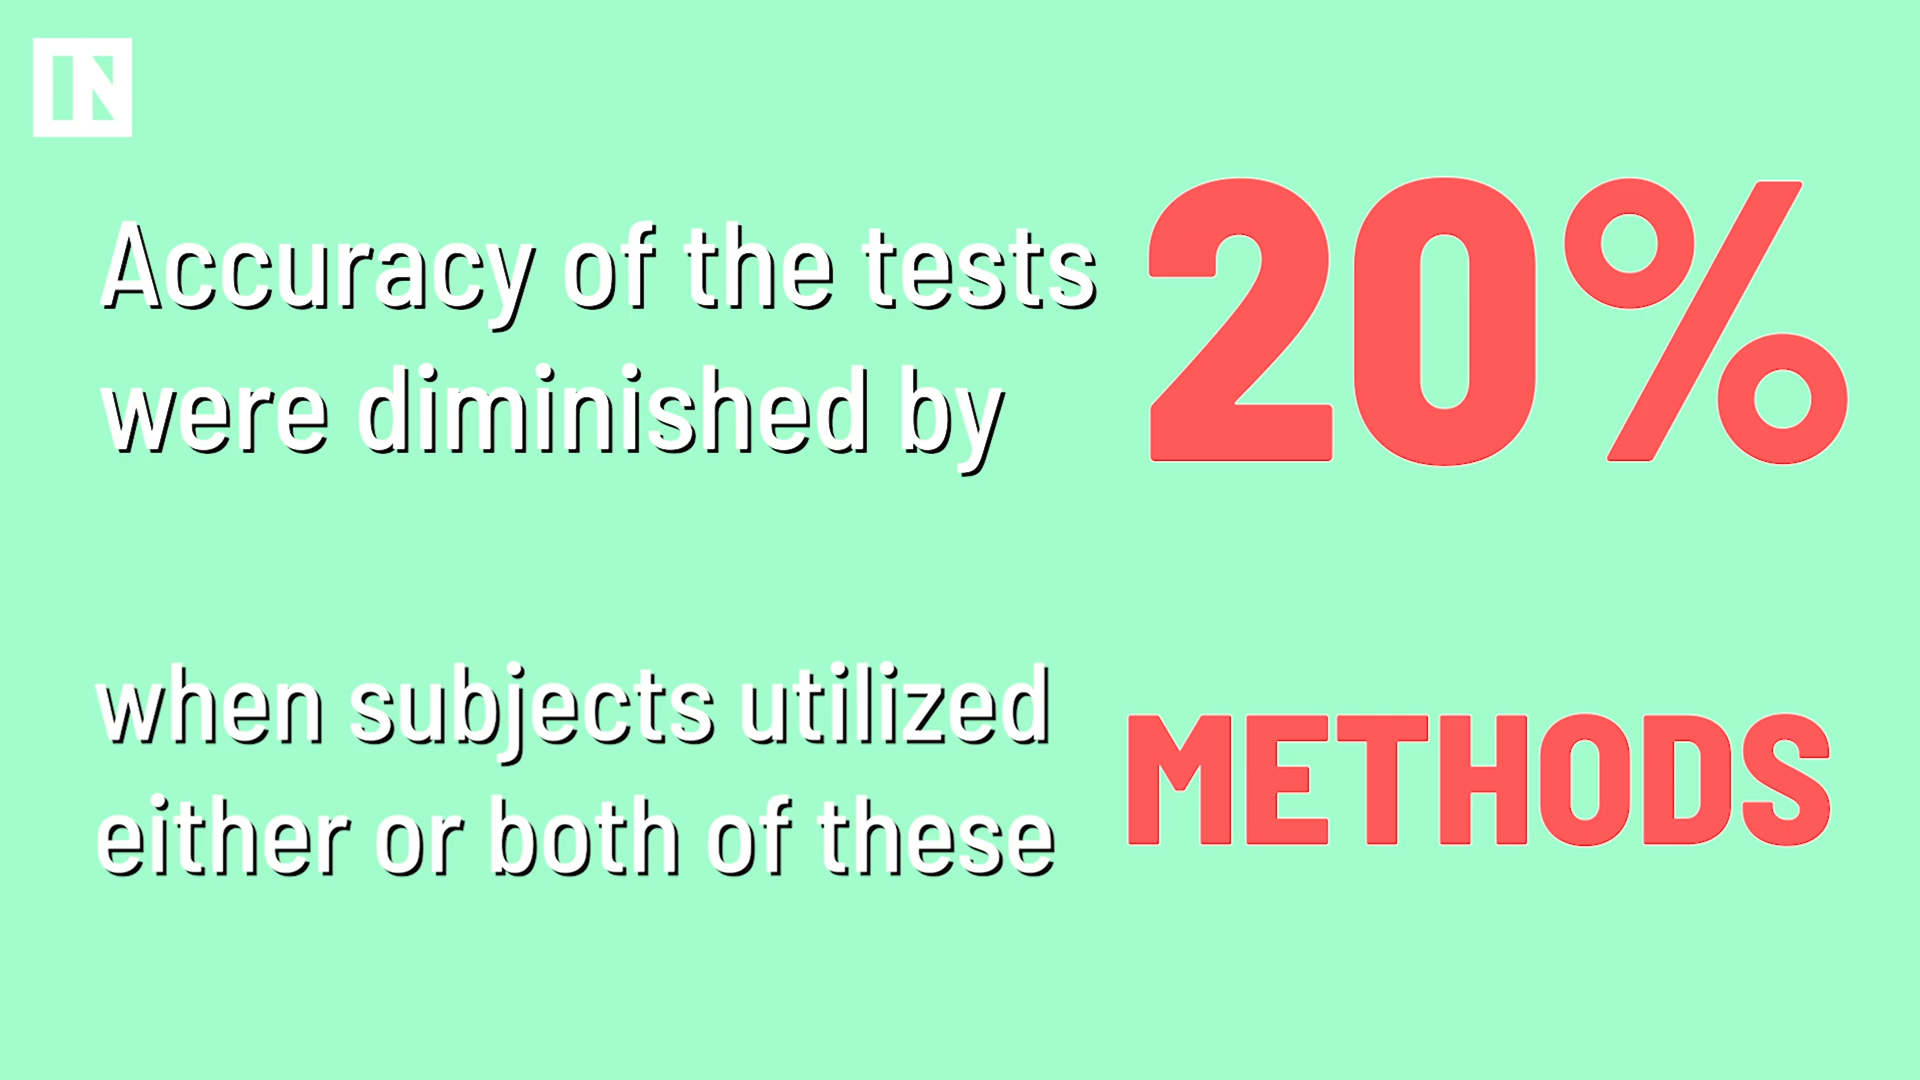 IN
Accuracy of the tests
were diminished by
20%
when subjects utilized
either or both of these
METHODS